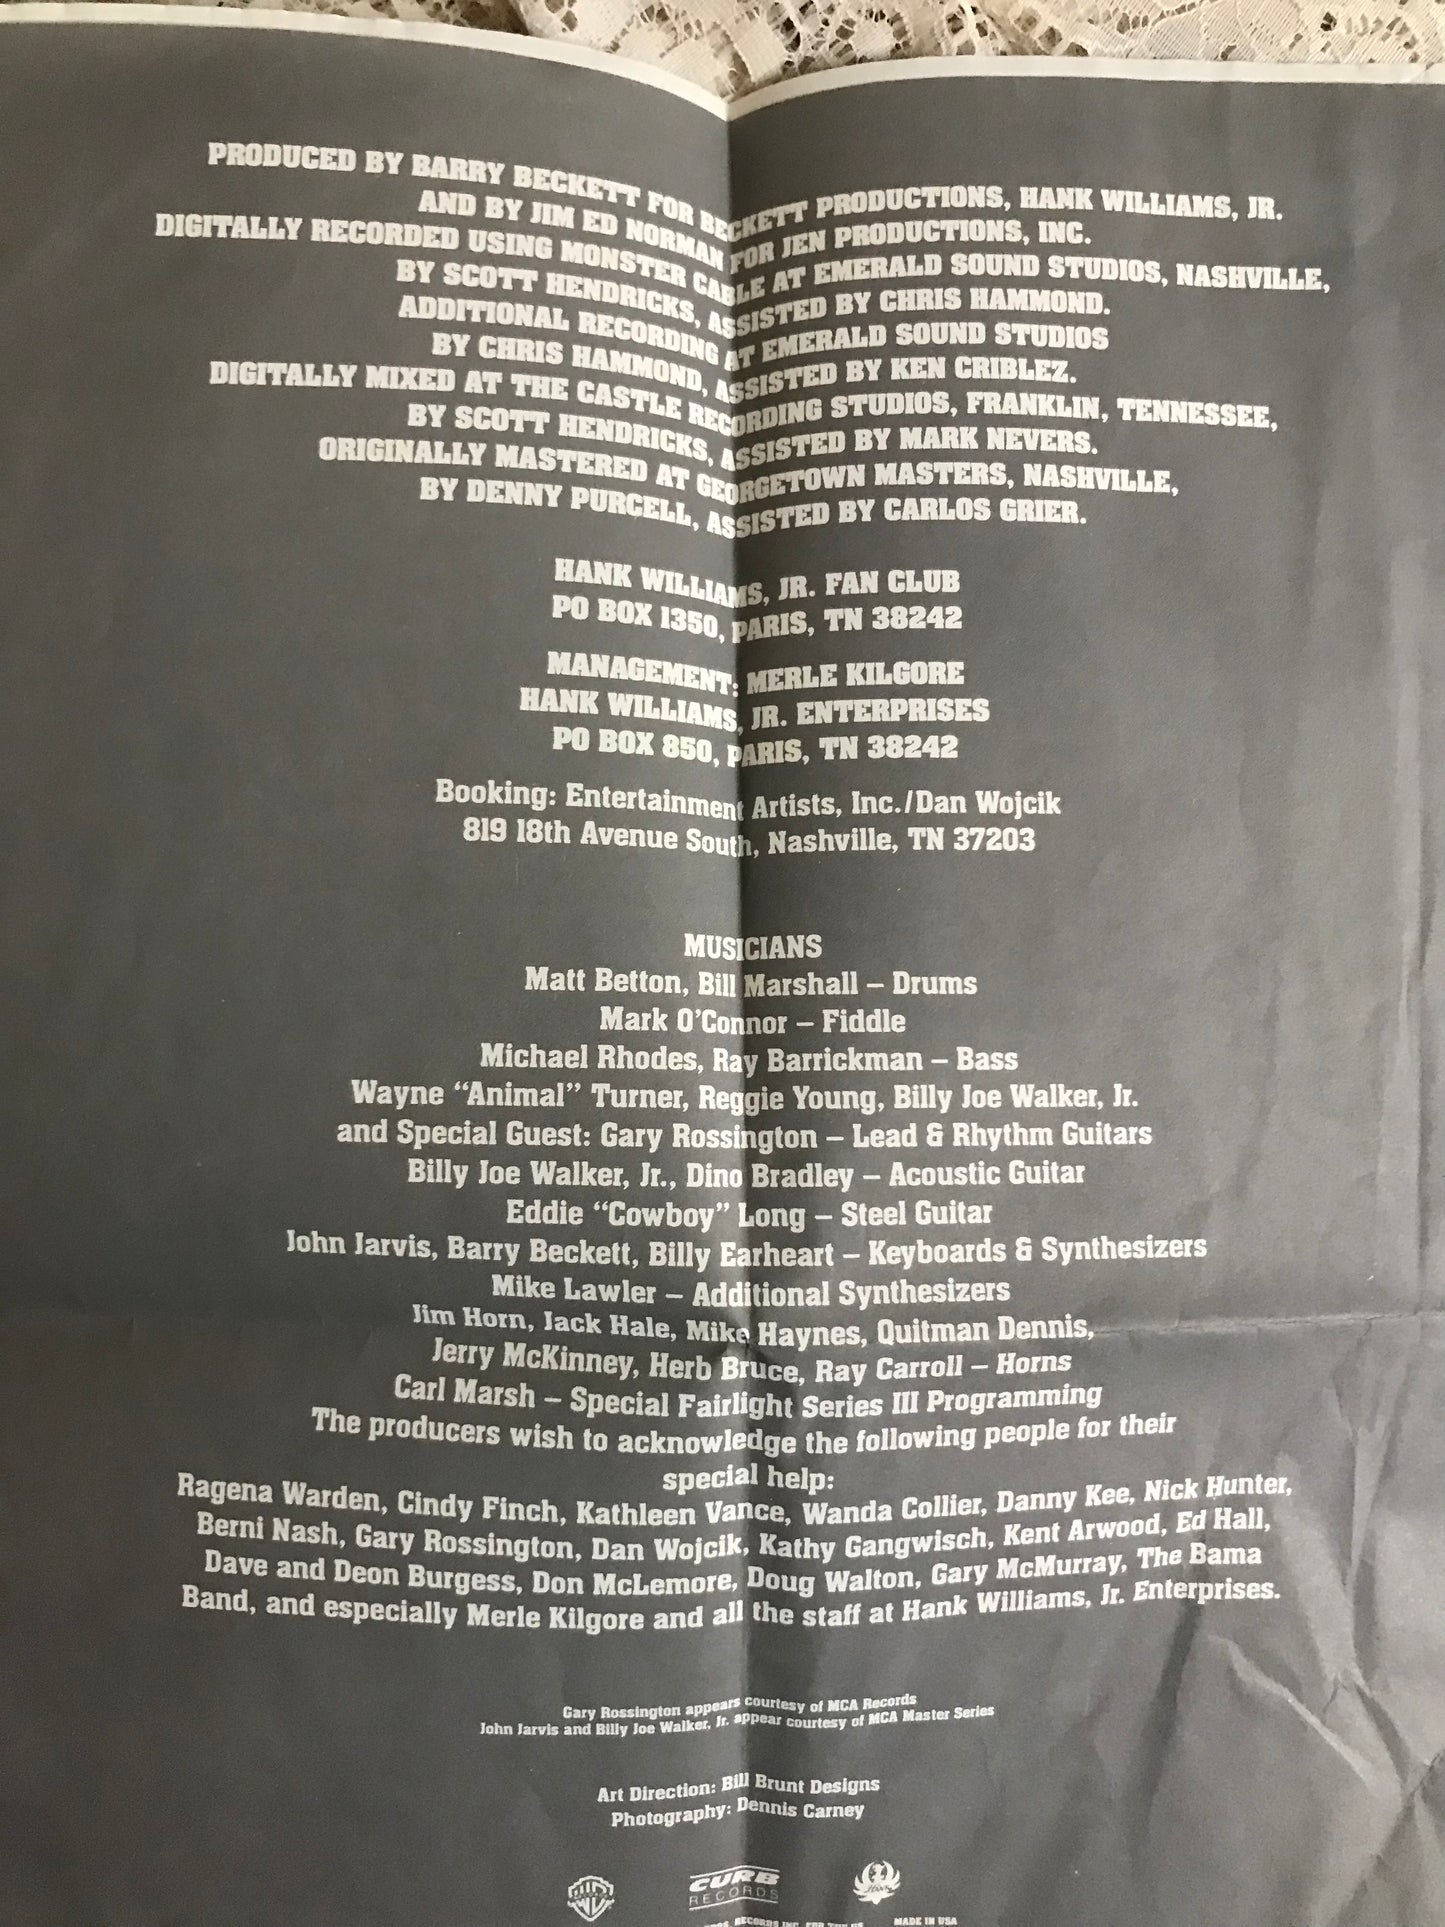 PRODUCED BY BARRY BECKETT FOR BECKETT PRODUCTIONS, HANK WILLIAMS, JR.
AND BY JIM ED NORMAN FOR JEN PRODUCTIONS, INC.
DIGITALLY RECORDED USING MONSTER CABLE AT EMERALD SOUND STUDIOS, NASHVILLE,
BY SCOTT HENDRICKS, ASSISTED BY CHRIS HAMMOND.
ADDITIONAL RECORDING AT EMERALD SOUND STUDIOS
BY CHRIS HAMMOND, ASSISTED BY KEN CRIBLEZ.
DIGITALLY MIXED AT THE CASTLE RECORDING STUDIOS, FRANKLIN, TENNESSEE,
BY SCOTT HENDRICKS, ASSISTED BY MARK NEVERS.
ORIGINALLY MASTERED AT GEORGETOWN MASTERS, NASHVILLE,
BY DENNY PURCELL, ASSISTED BY CARLOS GRIER.
HANK WILLIAMS, JR. FAN CLUB
PO BOX 1350, PARIS, TN 38242
MANAGEMENT: MERLE KILGORE
HANK WILLIAMS, JR. ENTERPRISES
PO BOX 850, PARIS, TN 38242
Booking: Entertainment Artists, Inc./Dan Wojcik
819 18th Avenue South, Nashville, TN 37203
MUSICIANS
Matt Betton, Bill Marshall – Drums
Mark O'Connor – Fiddle
Michael Rhodes, Ray Barrickman – Bass
Wayne "Animal" Turner, Reggie Young, Billy Joe Walker, Jr.
and Special Guest: Gary Rossington – Lead & Rhythm Guitars
Billy Joe Walker, Jr., Dino Bradley – Acoustic Guitar
Eddie "Cowboy" Long – Steel Guitar
John Jarvis, Barry Beckett, Billy Earheart – Keyboards & Synthesizers
Mike Lawler – Additional Synthesizers
Jim Horn, Jack Hale, Mike Haynes, Quitman Dennis,
Jerry McKinney, Herb Bruce, Ray Carroll – Horns
Carl Marsh – Special Fairlight Series III Programming
The producers wish to acknowledge the following people for their
special help:
Ragena Warden, Cindy Finch, Kathleen Vance, Wanda Collier, Danny Kee, Nick Hunter,
Berni Nash, Gary Rossington, Dan Wojcik, Kathy Gangwisch, Kent Arwood, Ed Hall,
Dave and Deon Burgess, Don McLemore, Doug Walton, Gary McMurray, The Bama
Band, and especially Merle Kilgore and all the staff at Hank Williams, Jr. Enterprises.
Gary Rossington appears courtesy of MCA Records
John Jarvis and Billy Joe Walker, Jr. appear courtesy of MCA Master Series
Art Direction: Bill Brunt Designs
Photography: Dennis Carney
CURB
RECORDS
RECORDS INC. FOR THE US
MADE IN USA